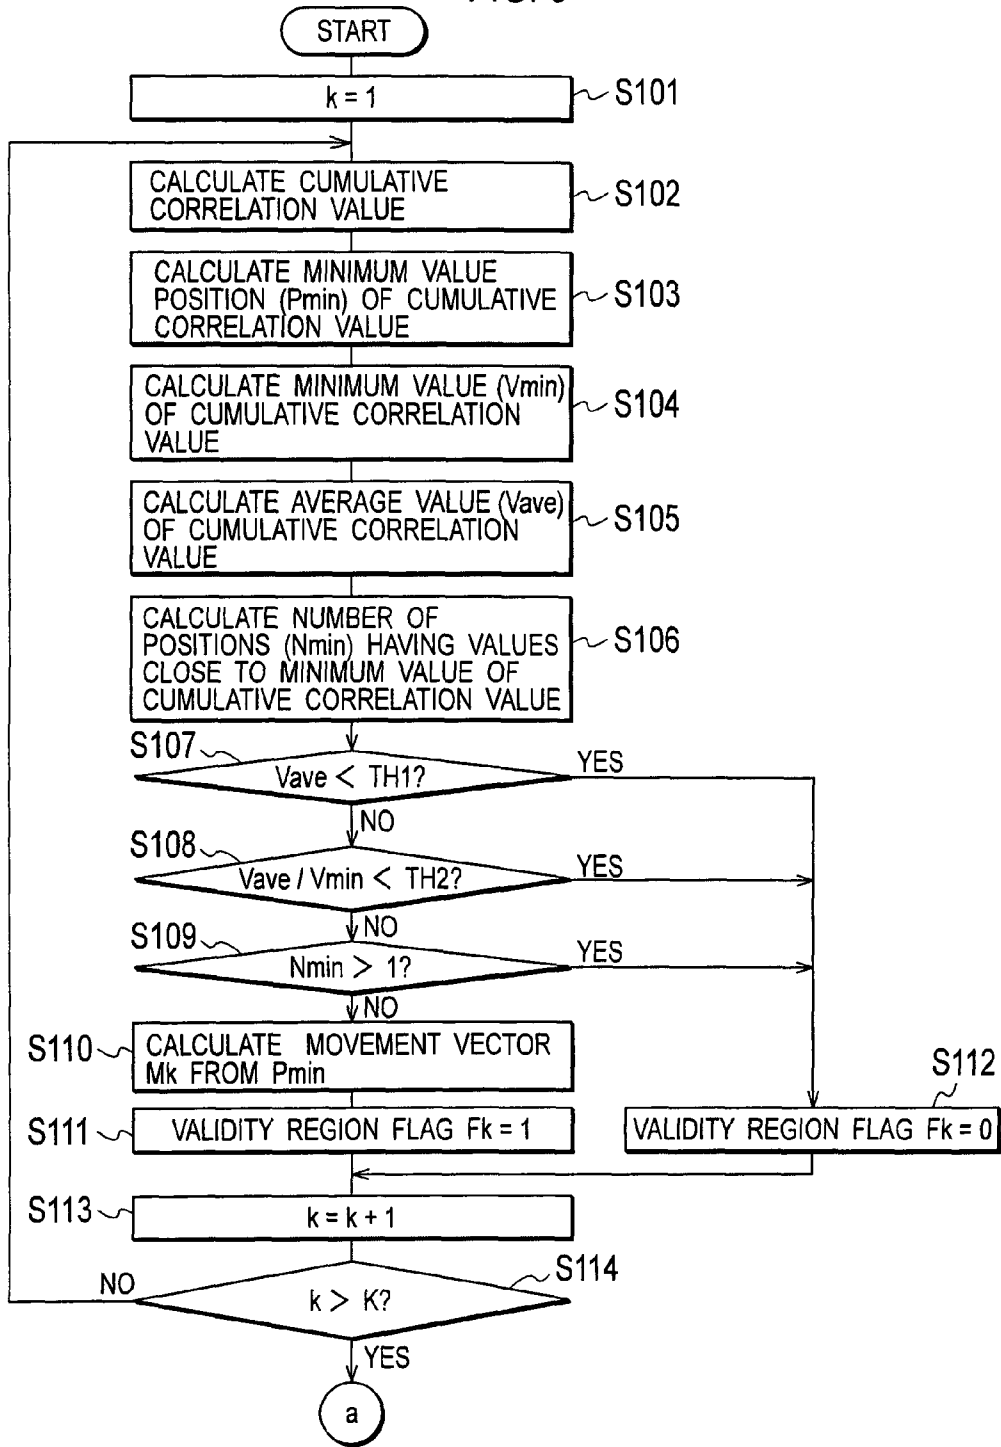 START
k = 1
S101
CALCULATE CUMULATIVE
CORRELATION VALUE
S102
CALCULATE MINIMUM VALUE
POSITION (Pmin) OF CUMULATIVE
CORRELATION VALUE
S103
CALCULATE MINIMUM VALUE (Vmin)
OF CUMULATIVE CORRELATION
VALUE
S104
CALCULATE AVERAGE VALUE (Vave)
OF CUMULATIVE CORRELATION
VALUE
S105
CALCULATE NUMBER OF
POSITIONS (Nmin) HAVING VALUES
CLOSE TO MINIMUM VALUE OF
CUMULATIVE CORRELATION VALUE
S106
S107
Vave < TH1?
YES
NO
S108
Vave / Vmin < TH2?
YES
NO
S109
Nmin > 1?
YES
NO
S110
CALCULATE MOVEMENT VECTOR
Mk FROM Pmin
S112
S111
VALIDITY REGION FLAG Fk = 1
VALIDITY REGION FLAG Fk = 0
S113
k = k + 1
S114
NO
k > K?
YES
a